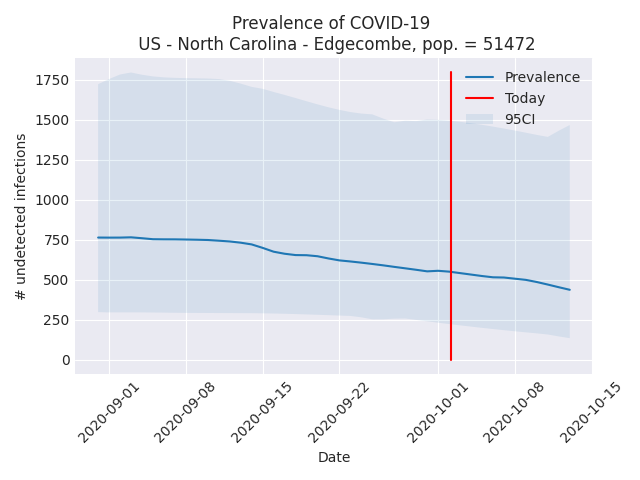 Prevalence of COVID-19
US - North Carolina - Edgecombe, pop. = 51472
Prevalence
Today
95CI
1750
1500
1250
1000
750
500
250
0
# undetected infections
2020-09-01
2020-09-08
2020-09-15
2020-09-22
2020-10-01
2020-10-08
2020-10-15
Date